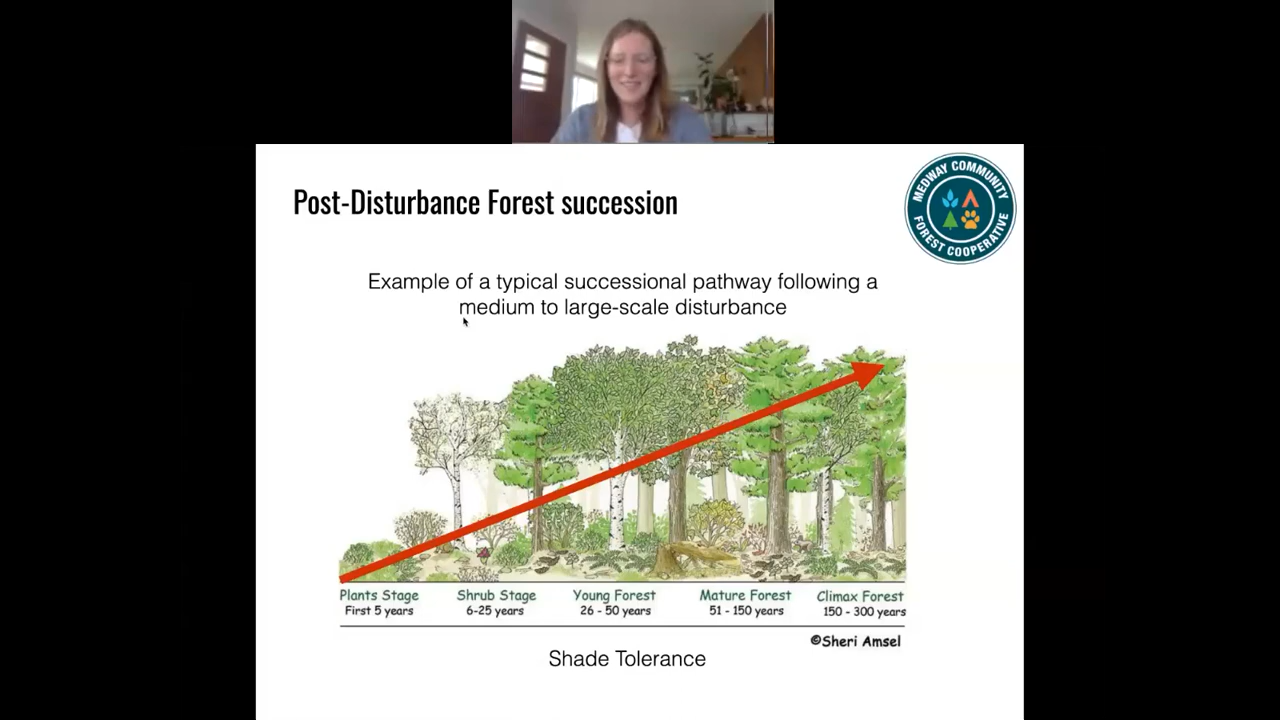 Post-Disturbance Forest succession
MEDWAY COMMUNITY
FOREST COOPERATIVE
Example of a typical successional pathway following a
medium to large-scale disturbance
Plants Stage
First 5 years
Shrub Stage
6-25 years
Young Forest
26 - 50 years
Mature Forest
51 - 150 years
Climax Forest
150 - 300 years
©Sheri Amsel
Shade Tolerance